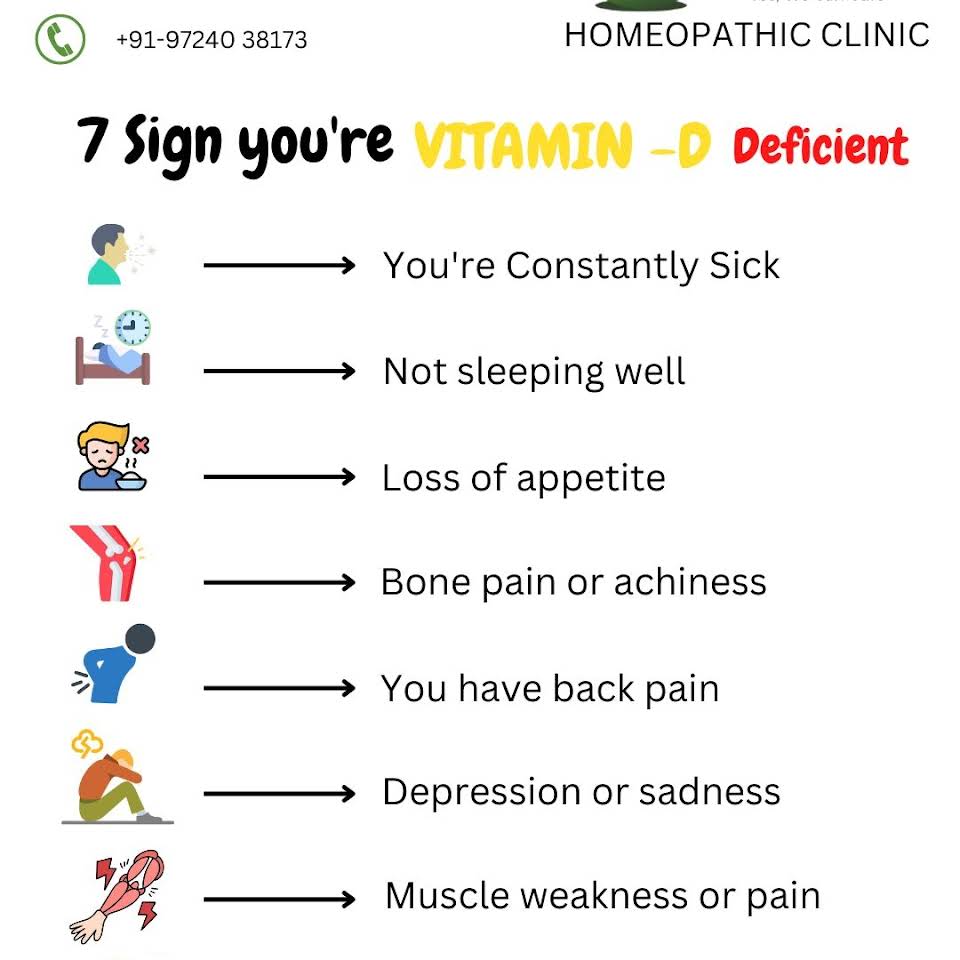 +91-97240 38173
HOMEOPATHIC CLINIC
7 Sign you're VITAMIN -D Deficient
You're Constantly Sick
Not sleeping well
Loss of appetite
Bone pain or achiness
You have back pain
Depression or sadness
Muscle weakness or pain